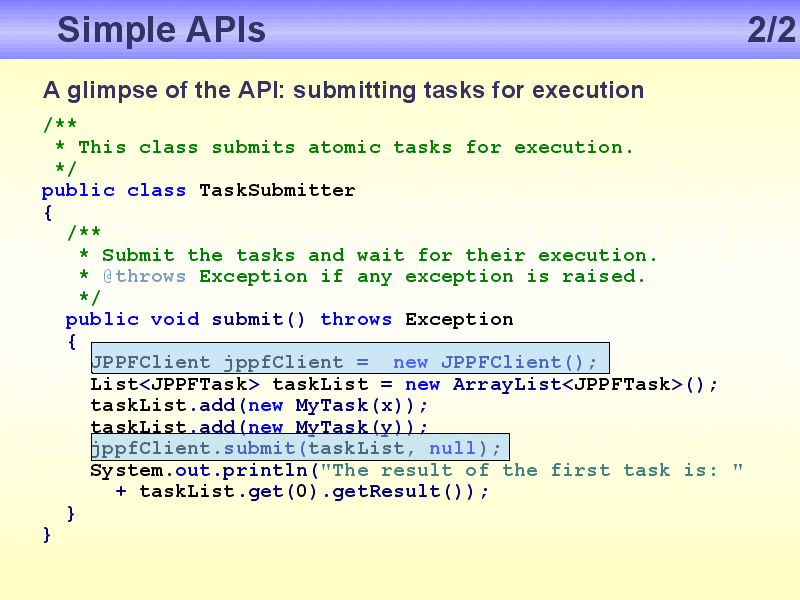 Simple APIs 2/2
A glimpse of the API: submitting tasks for execution
/**
 * This class submits atomic tasks for execution.
 */
public class TaskSubmitter
{
  /**
   * Submit the tasks and wait for their execution.
   * @throws Exception if any exception is raised.
   */
  public void submit() throws Exception
  {
    JPPFClient jppfClient =  new JPPFClient();
    List<JPPFTask> taskList = new ArrayList<JPPFTask>();
    taskList.add(new MyTask(x));
    taskList.add(new MyTask(y));
    jppfClient.submit(taskList, null);
    System.out.println("The result of the first task is: "
      + taskList.get(0).getResult());
  }
}